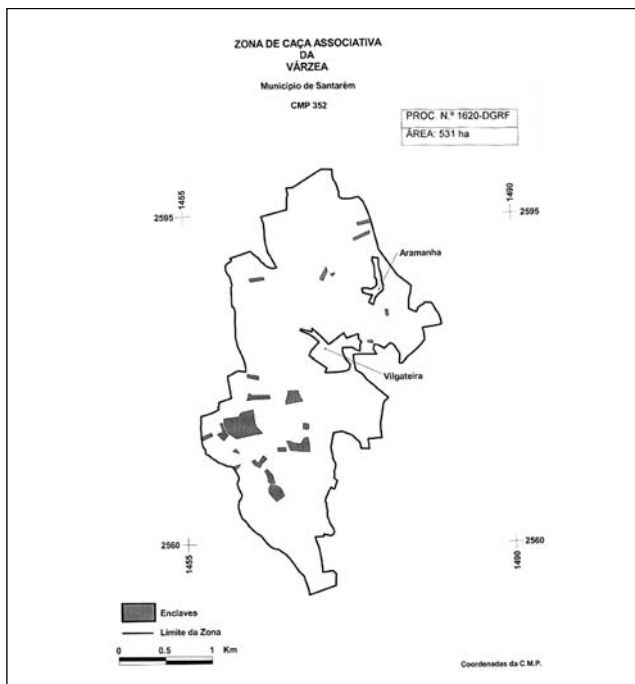 ZONA DE CAÇA ASSOCIATIVA
DA
VÁRZEA
Município de Santarém
CMP 352
PROC. N.º 1620-DGRF
ÁREA: 531 ha
1455
2595
1490
2595
Aramanha
Vilgateira
2560
1455
2560
1490
Enclaves
Límite da Zona
0 0.5 1 Km
Coordenadas da C.M.P.